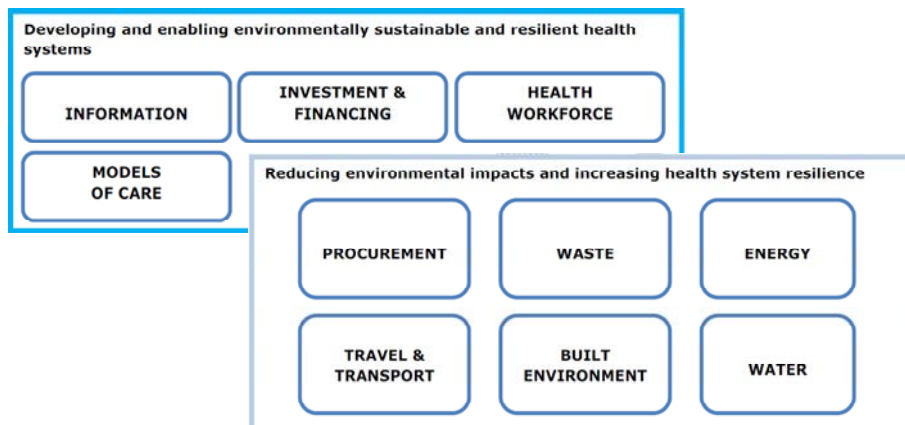 Developing and enabling environmentally sustainable and resilient health
systems
INFORMATION
INVESTMENT &
FINANCING
HEALTH
WORKFORCE
MODELS
OF CARE
Reducing environmental impacts and increasing health system resilience
PROCUREMENT
WASTE
ENERGY
TRAVEL &
TRANSPORT
BUILT
ENVIRONMENT
WATER